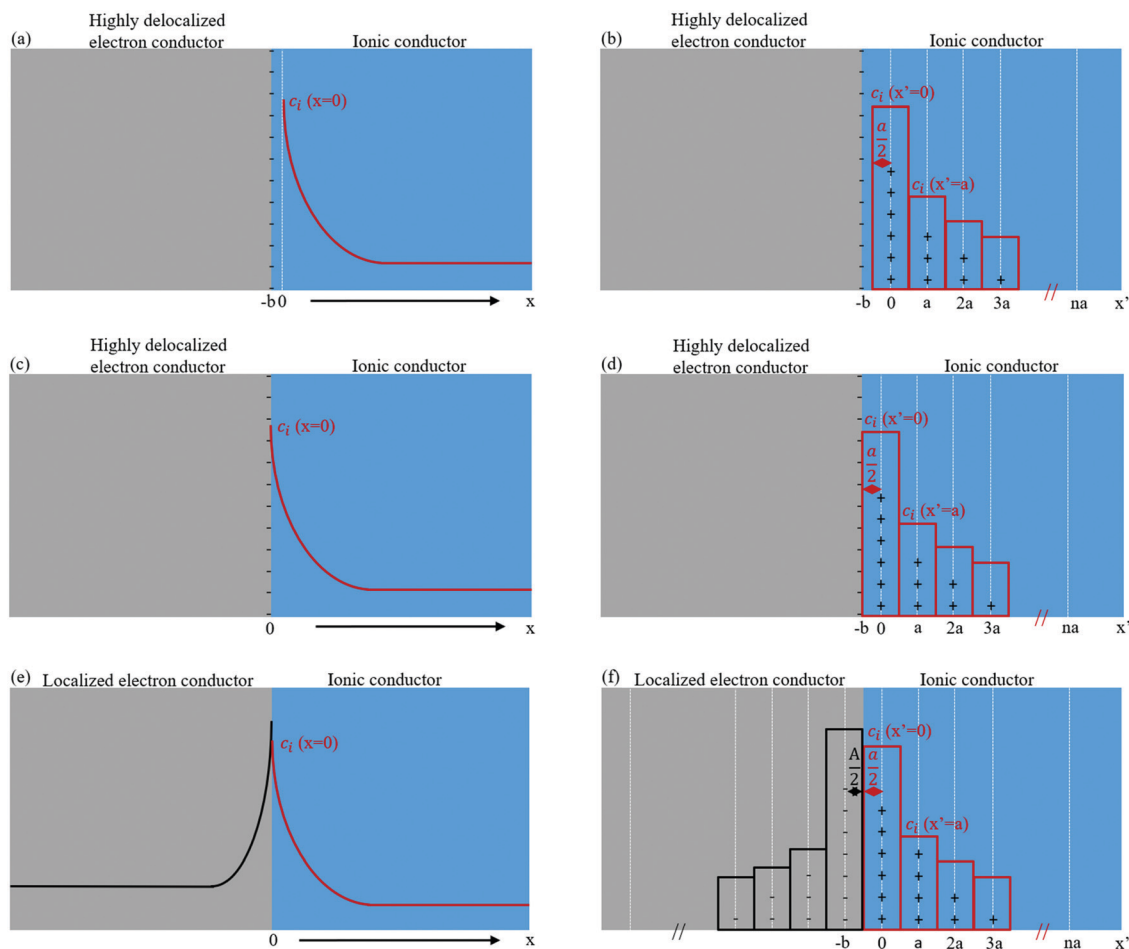 Highly delocalized
(a) electron conductor Ionic conductor
c_i (x=0)
-b 0 x
Highly delocalized
(b) electron conductor Ionic conductor
c_i (x'=0)
a
2
c_i (x'=a)
+ + + + + +
+ + +
+ +
+
-b 0 a 2a 3a // na x'
Highly delocalized
(c) electron conductor Ionic conductor
c_i (x=0)
0 x
Highly delocalized
(d) electron conductor Ionic conductor
c_i (x'=0)
a
2
c_i (x'=a)
+ + + + + +
+ + +
+ +
+
-b 0 a 2a 3a // na x'
(e) Localized electron conductor Ionic conductor
c_i (x=0)
0 x
(f) Localized electron conductor Ionic conductor
c_i (x'=0)
A a
2 2
c_i (x'=a)
// -b 0 a 2a 3a // na x'